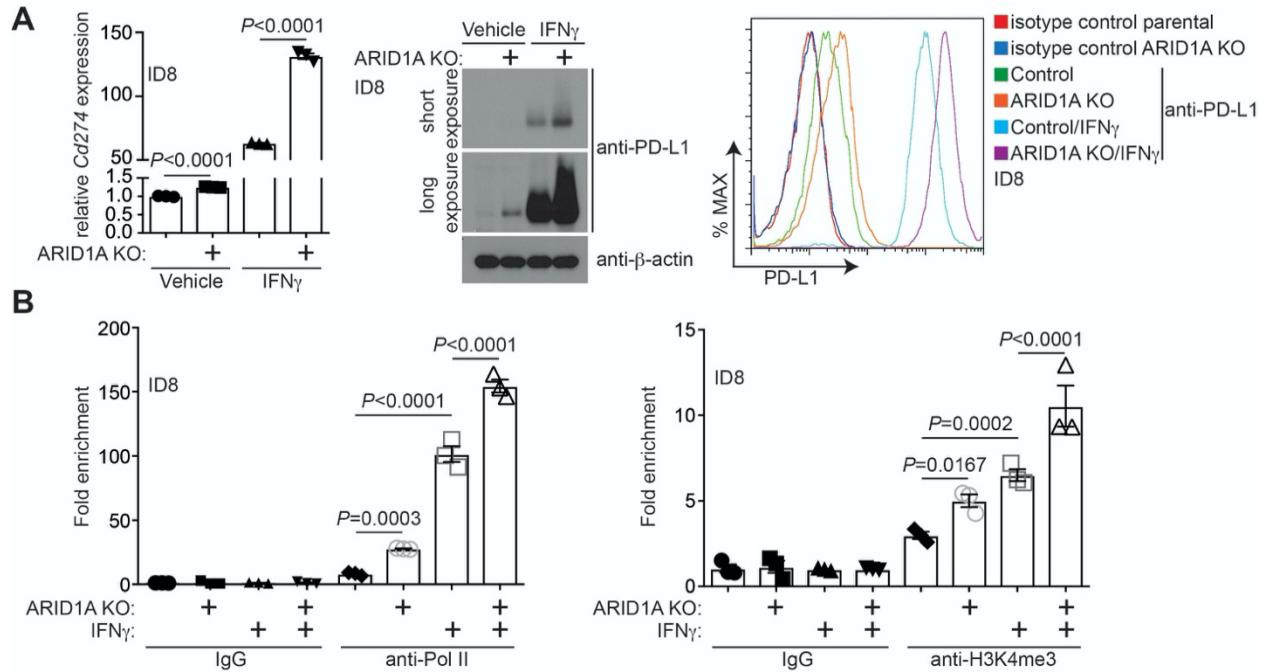 A
relative Cd274 expression
150
100
50
1.5
1.0
0.5
0.0
ID8
P<0.0001
P<0.0001
ARID1A KO: + +
Vehicle IFNγ
Vehicle IFNγ
ARID1A KO: + +
ID8
short exposure
long exposure
anti-PD-L1
anti-β-actin
% MAX
PD-L1
isotype control parental
isotype control ARID1A KO
Control
ARID1A KO
Control/IFNγ
ARID1A KO/IFNγ
anti-PD-L1
ID8
B
Fold enrichment
200
150
100
50
0
ID8
P<0.0001
P<0.0001
P=0.0003
ARID1A KO: + + + +
IFNγ: + + + +
IgG anti-Pol II
Fold enrichment
15
10
5
0
ID8
P<0.0001
P=0.0002
P=0.0167
ARID1A KO: + + + +
IFNγ: + + + +
IgG anti-H3K4me3